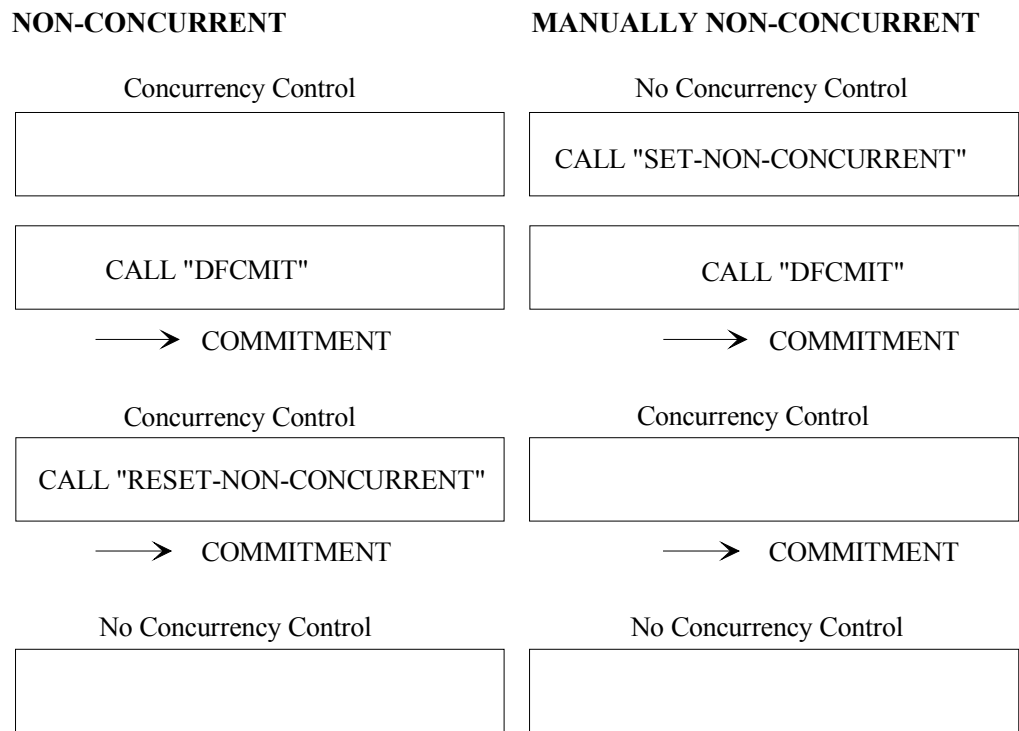 NON-CONCURRENT
Concurrency Control
CALL "DFCMIT"
COMMITMENT
Concurrency Control
CALL "RESET-NON-CONCURRENT"
COMMITMENT
No Concurrency Control
MANUALLY NON-CONCURRENT
No Concurrency Control
CALL "SET-NON-CONCURRENT"
CALL "DFCMIT"
COMMITMENT
Concurrency Control
COMMITMENT
No Concurrency Control